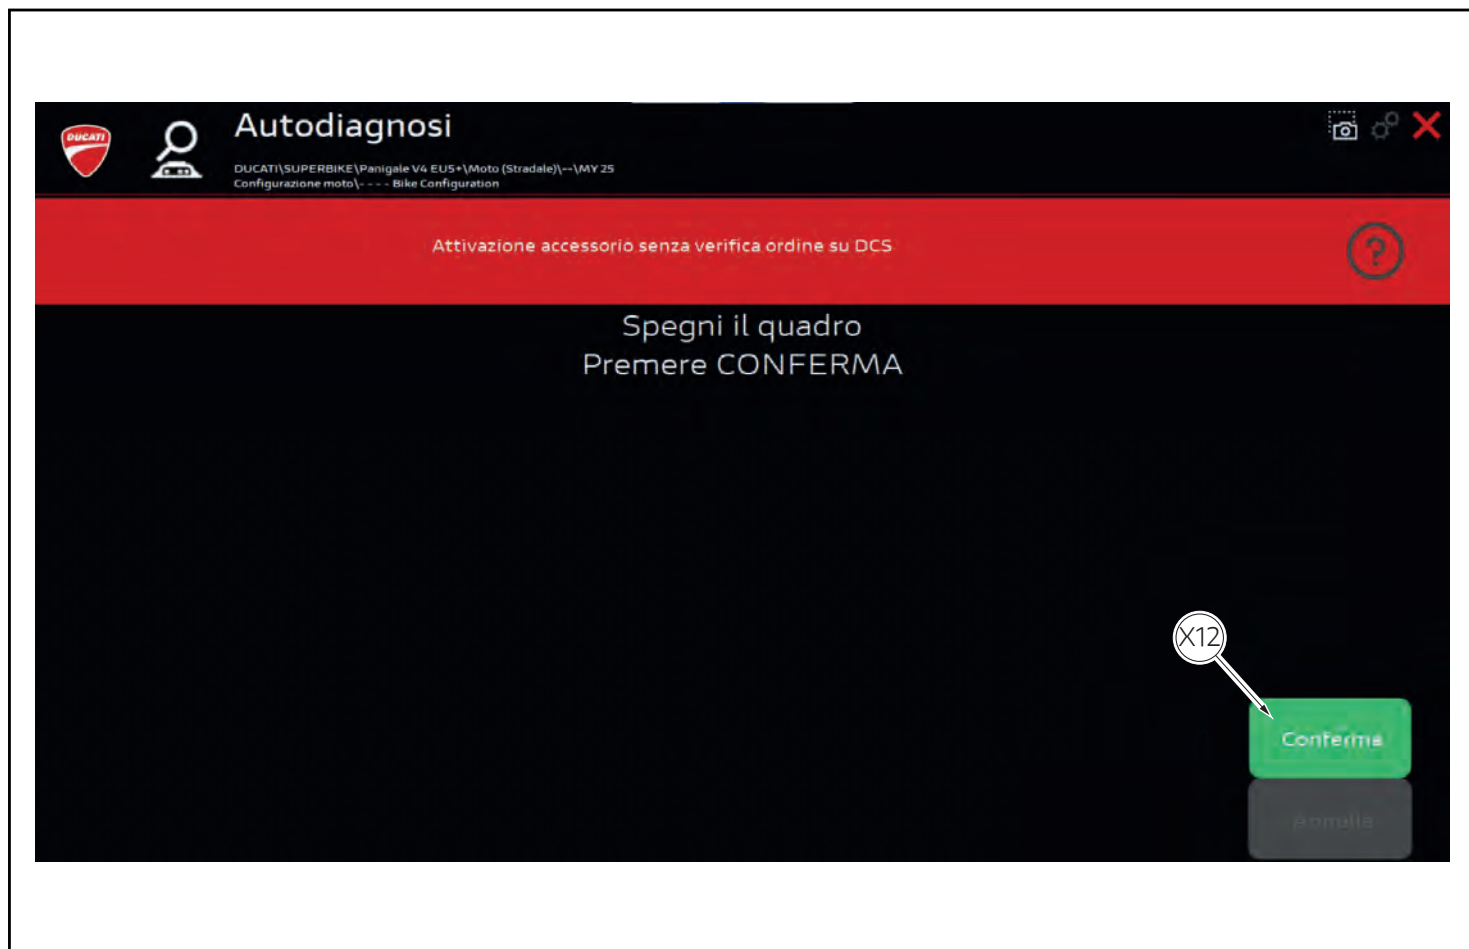 DUCATI
Autodiagnosi
DUCATI\SUPERBIKE\Panigale V4 EU5+\Moto (Stradale)\--\MY 25
Configurazione moto\- - - - Bike Configuration
Attivazione accessorio senza verifica ordine su DCS
?
Spegni il quadro
Premere CONFERMA
X12
Conferma
Annulla